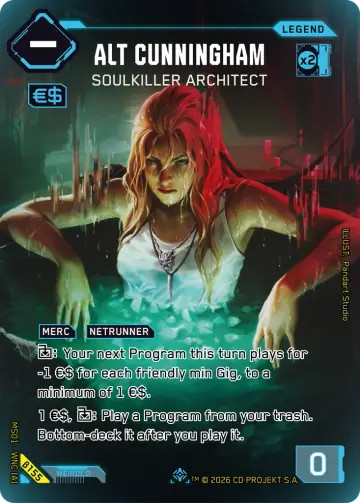 LEGEND
ALT CUNNINGHAM
SOULKILLER ARCHITECT
x2
€$
ILLUST. Pandart Studio
MERC NETRUNNER
: Your next Program this turn plays for
-1 €$ for each friendly min Gig, to a
minimum of 1 €$.
1 €$, : Play a Program from your trash.
Bottom-deck it after you play it.
β155
™ © 2026 CD PROJEKT S.A.
0